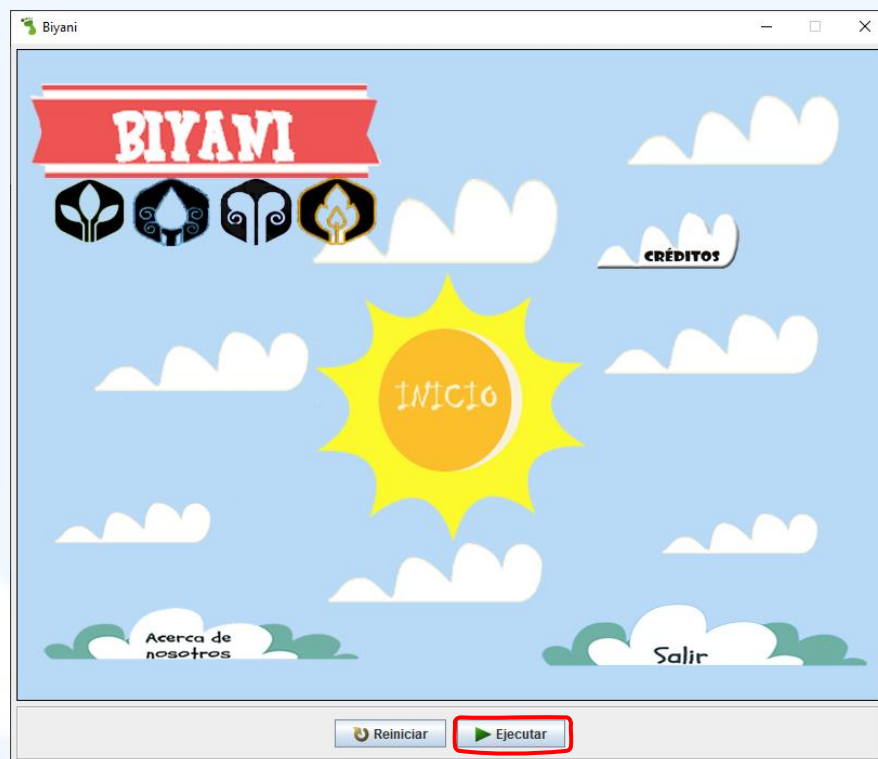 Biyani
BIYANI
CRÉDITOS
INICIO
Acerca de
nosotros
Salir
Reiniciar
Ejecutar